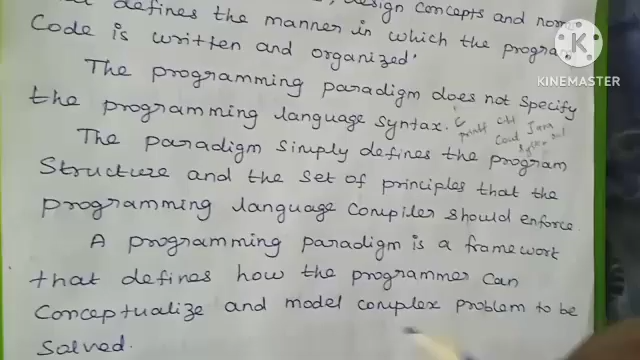 defines the manner in which the program
Code is written and organized.
The programming paradigm does not specify
the programming language syntax.
The paradigm simply defines the program
Structure and the set of principles that the
programming language compiler should enforce
A programming paradigm is a framework
that defines how the programmer can
Conceptualize and model complex problem to be
Solved.
KINEMASTER